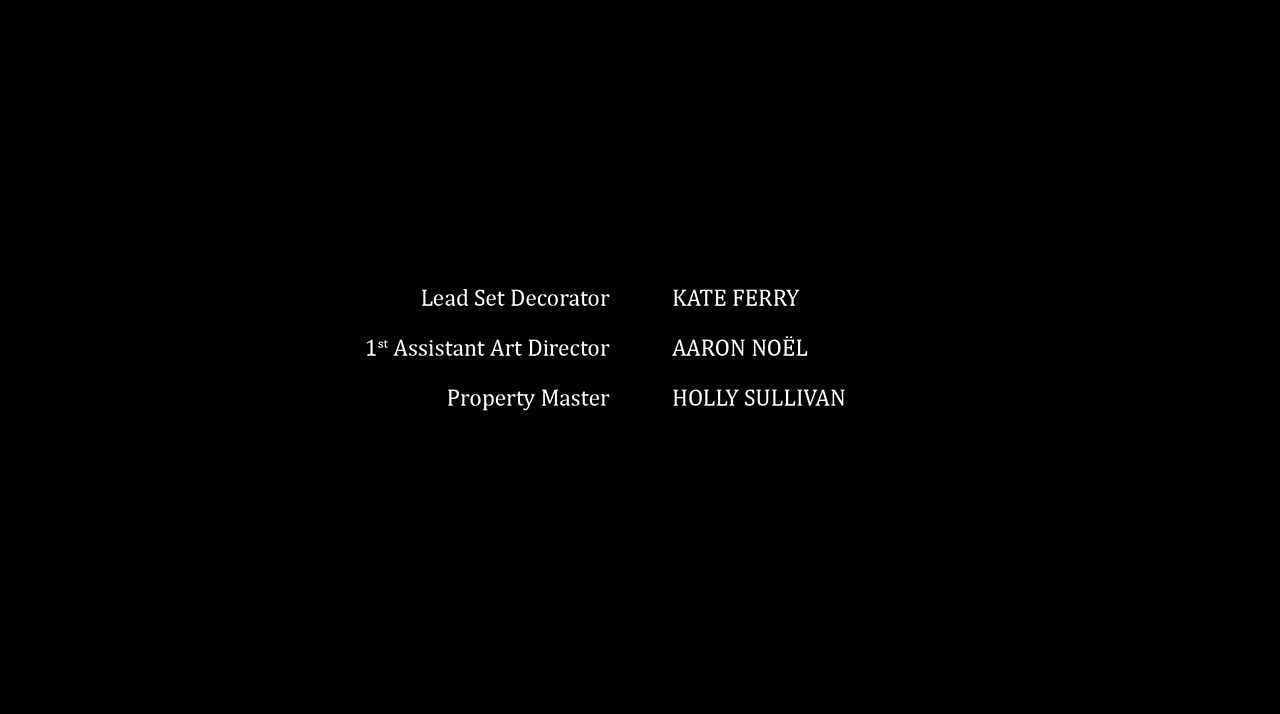 Lead Set Decorator KATE FERRY
1st Assistant Art Director AARON NOËL
Property Master HOLLY SULLIVAN